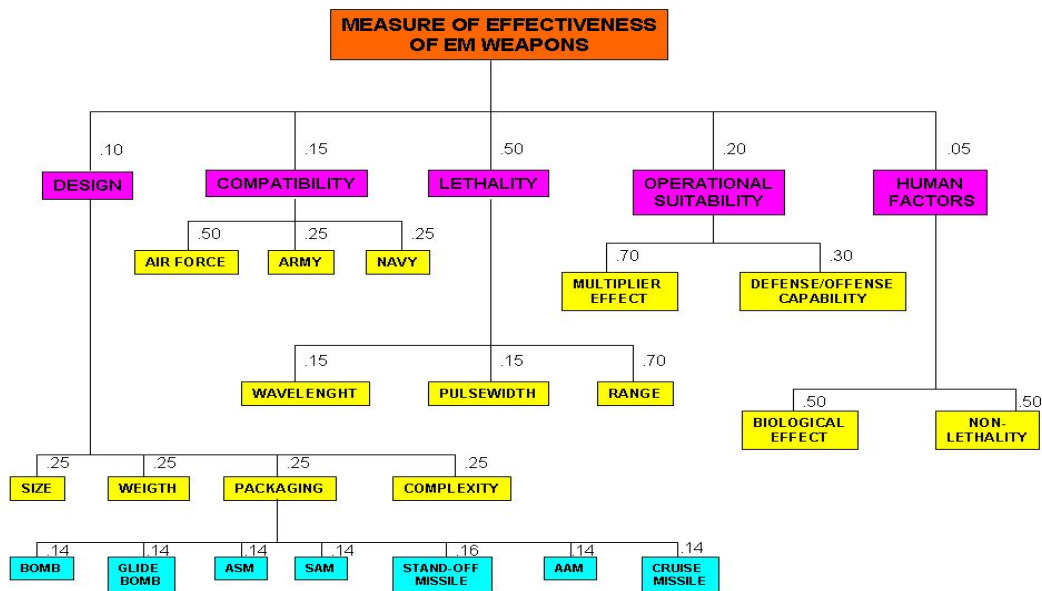 MEASURE OF EFFECTIVENESS
OF EM WEAPONS
.10
.15
.50
.20
.05
DESIGN
COMPATIBILITY
LETHALITY
OPERATIONAL
SUITABILITY
HUMAN
FACTORS
.50
.25
.25
AIR FORCE
ARMY
NAVY
.70
.30
MULTIPLIER
EFFECT
DEFENSE/OFFENSE
CAPABILITY
.15
.15
.70
WAVELENGHT
PULSEWIDTH
RANGE
.50
.50
BIOLOGICAL
EFFECT
NON-
LETHALITY
.25
.25
.25
.25
SIZE
WEIGTH
PACKAGING
COMPLEXITY
.14
.14
.14
.14
.16
.14
.14
BOMB
GLIDE
BOMB
ASM
SAM
STAND-OFF
MISSILE
AAM
CRUISE
MISSILE